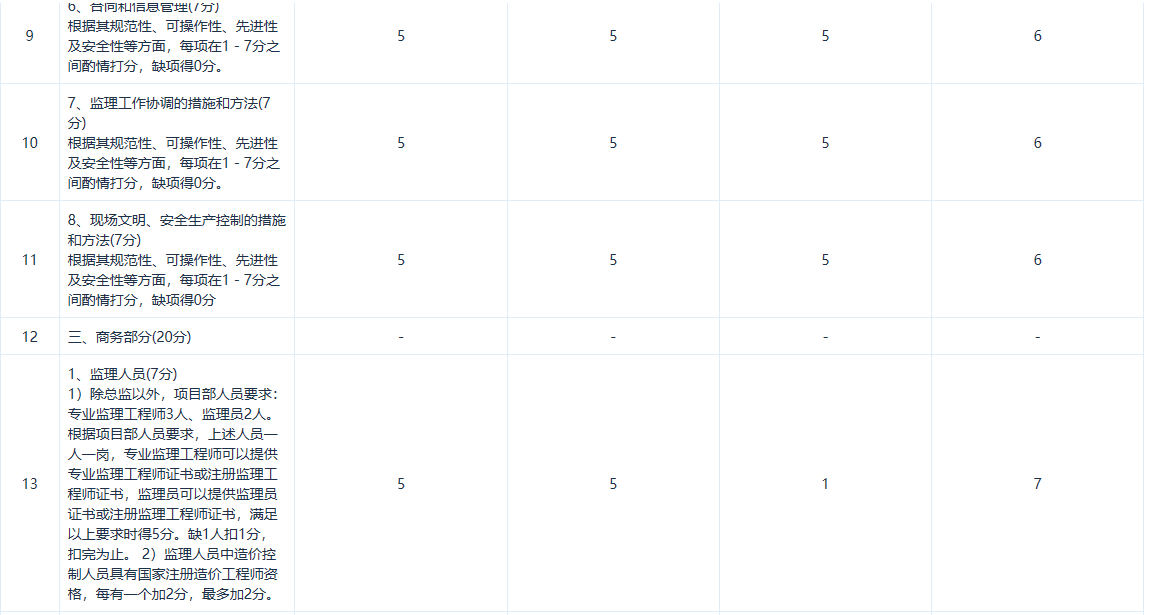 6、合同和信息管理(7分)
9
根据其规范性、可操作性、先进性
及安全性等方面，每项在1－7分之
间酌情打分，缺项得0分。
5
5
5
6
10
7、监理工作协调的措施和方法(7
分)
根据其规范性、可操作性、先进性
及安全性等方面，每项在1－7分之
间酌情打分，缺项得0分。
5
5
5
6
11
8、现场文明、安全生产控制的措施
和方法(7分)
根据其规范性、可操作性、先进性
及安全性等方面，每项在1－7分之
间酌情打分，缺项得0分
5
5
5
6
12
三、商务部分(20分)
-
-
-
-
13
1、监理人员(7分)
1）除总监以外，项目部人员要求：
专业监理工程师3人、监理员2人。
根据项目部人员要求，上述人员一
人一岗，专业监理工程师可以提供
专业监理工程师证书或注册监理工
程师证书，监理员可以提供监理员
证书或注册监理工程师证书，满足
以上要求时得5分。缺1人扣1分，
扣完为止。 2）监理人员中造价控
制人员具有国家注册造价工程师资
格，每有一个加2分，最多加2分。
5
5
1
7